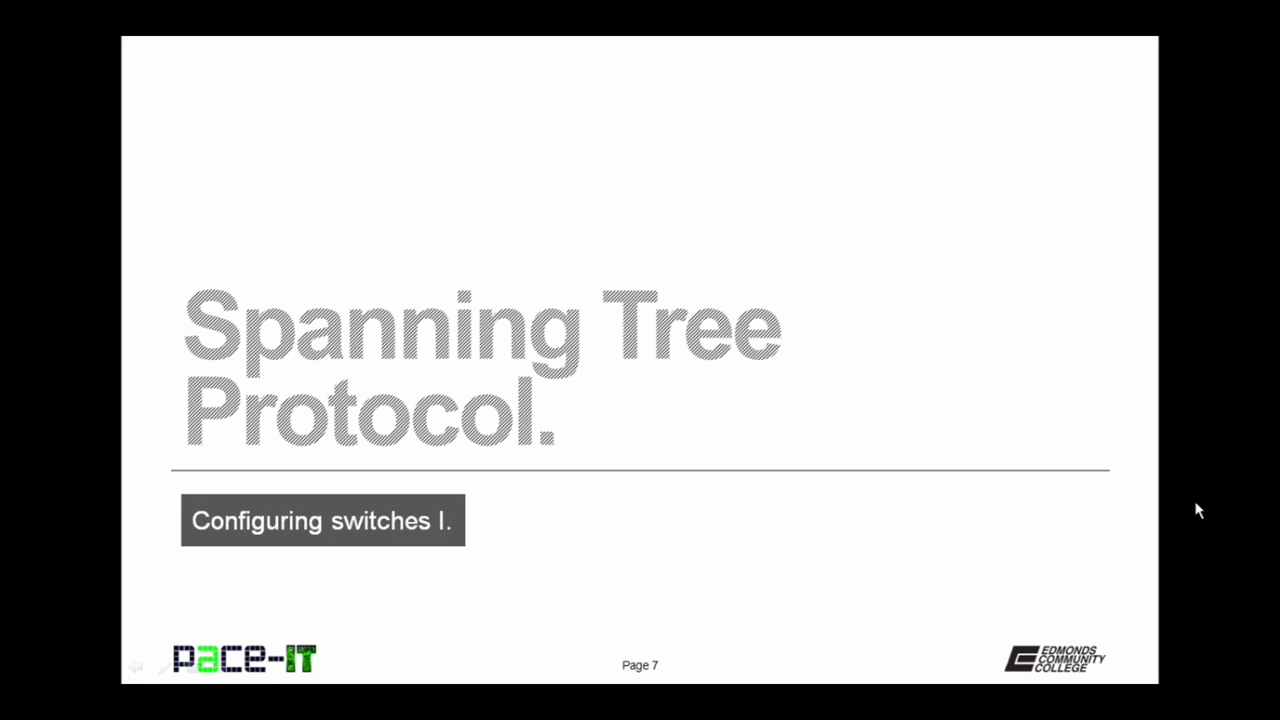 Spanning Tree
Protocol.
Configuring switches I.
pace-IT
Page 7
EDMONDS
COMMUNITY
COLLEGE